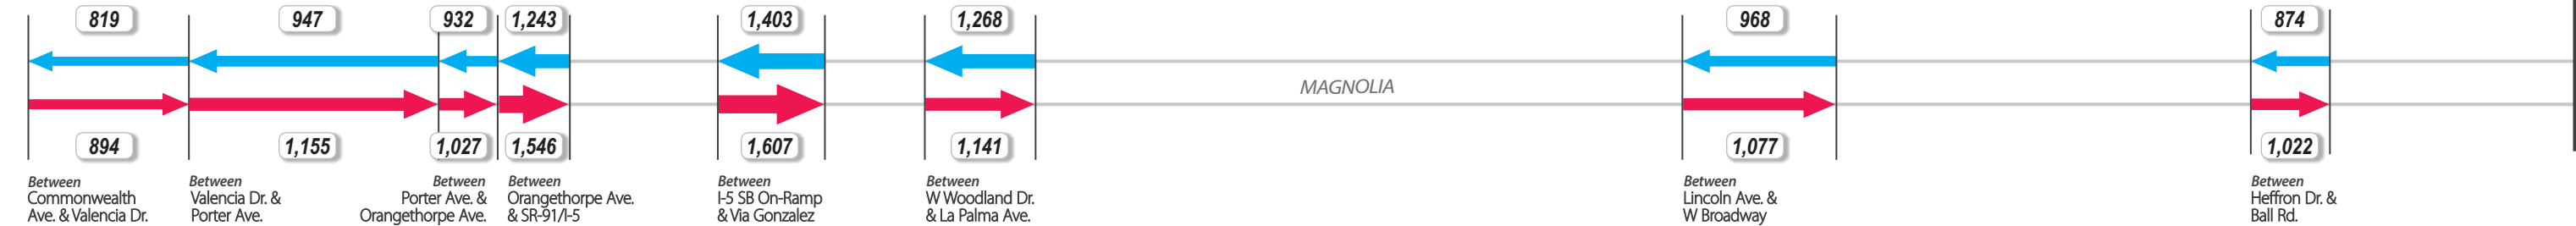 819 947 932 1,243 1,403 1,268 968 874
MAGNOLIA
894 1,155 1,027 1,546 1,607 1,141 1,077 1,022
Between
Commonwealth
Ave. & Valencia Dr.
Between
Valencia Dr. &
Porter Ave.
Between
Porter Ave. &
Orangethorpe Ave.
Between
Orangethorpe Ave.
& SR-91/I-5
Between
I-5 SB On-Ramp
& Via Gonzalez
Between
W Woodland Dr.
& La Palma Ave.
Between
Lincoln Ave. &
W Broadway
Between
Heffron Dr. &
Ball Rd.